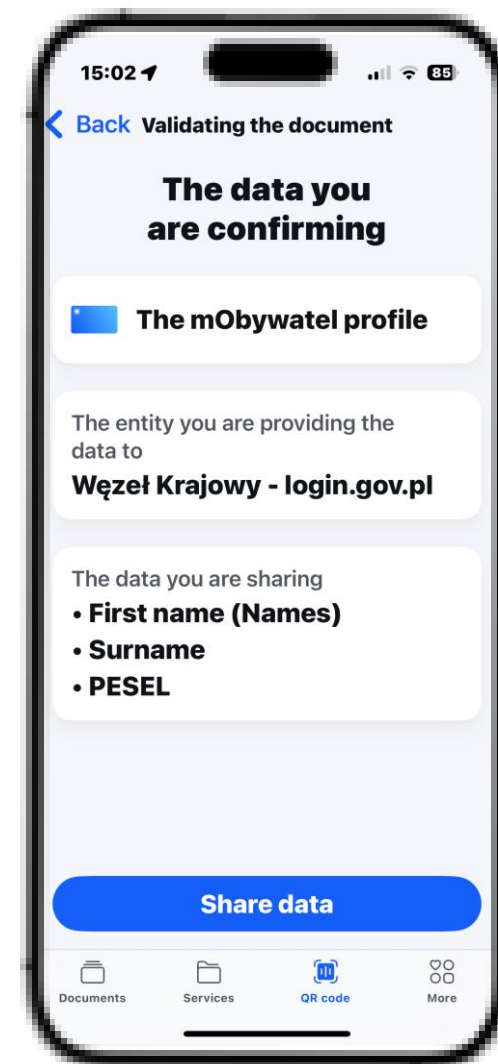 15:02
85
Back Validating the document
The data you
are confirming
The mObywatel profile
The entity you are providing the
data to
Węzeł Krajowy - login.gov.pl
The data you are sharing
• First name (Names)
• Surname
• PESEL
Share data
Documents Services QR code More